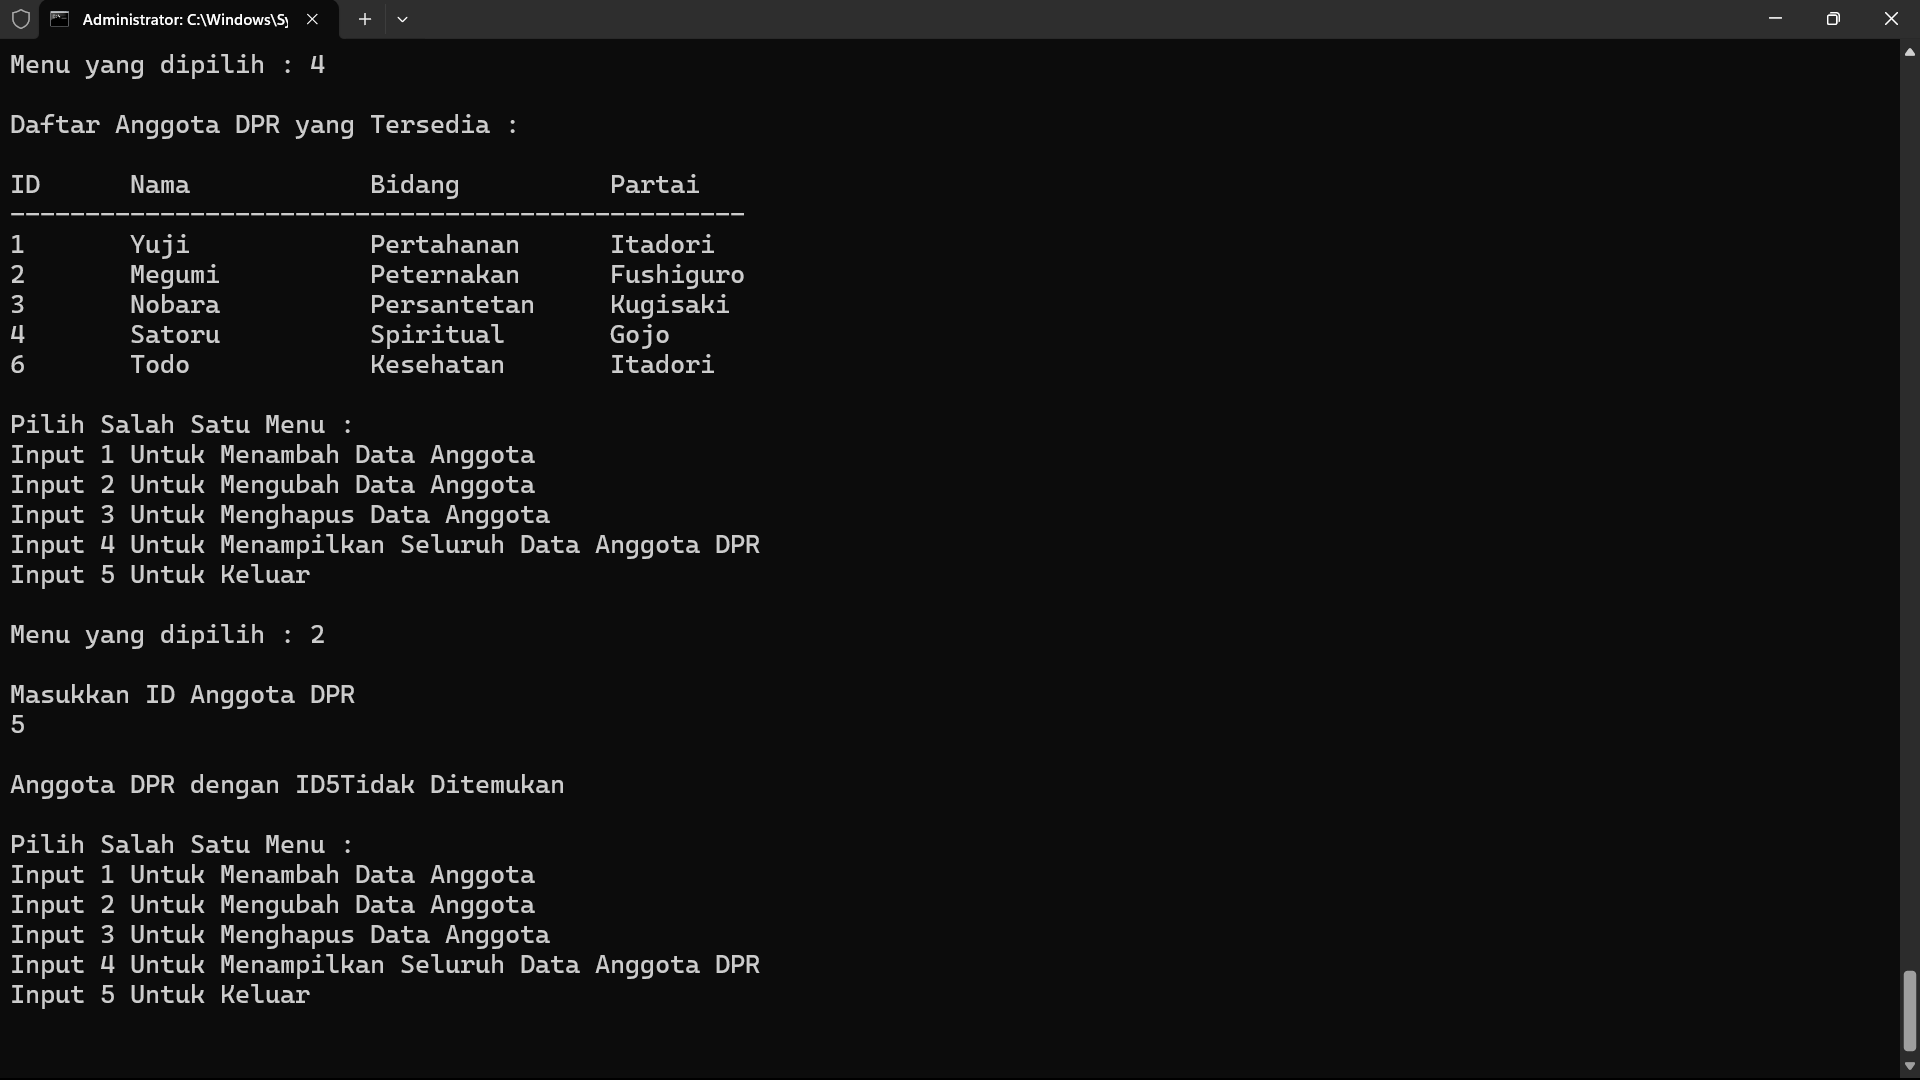 Administrator: C:\Windows\Sy
Menu yang dipilih : 4
Daftar Anggota DPR yang Tersedia :
ID Nama Bidang Partai
-------------------------------------------------
1 Yuji Pertahanan Itadori
2 Megumi Peternakan Fushiguro
3 Nobara Persantetan Kugisaki
4 Satoru Spiritual Gojo
6 Todo Kesehatan Itadori
Pilih Salah Satu Menu :
Input 1 Untuk Menambah Data Anggota
Input 2 Untuk Mengubah Data Anggota
Input 3 Untuk Menghapus Data Anggota
Input 4 Untuk Menampilkan Seluruh Data Anggota DPR
Input 5 Untuk Keluar
Menu yang dipilih : 2
Masukkan ID Anggota DPR
5
Anggota DPR dengan ID5Tidak Ditemukan
Pilih Salah Satu Menu :
Input 1 Untuk Menambah Data Anggota
Input 2 Untuk Mengubah Data Anggota
Input 3 Untuk Menghapus Data Anggota
Input 4 Untuk Menampilkan Seluruh Data Anggota DPR
Input 5 Untuk Keluar